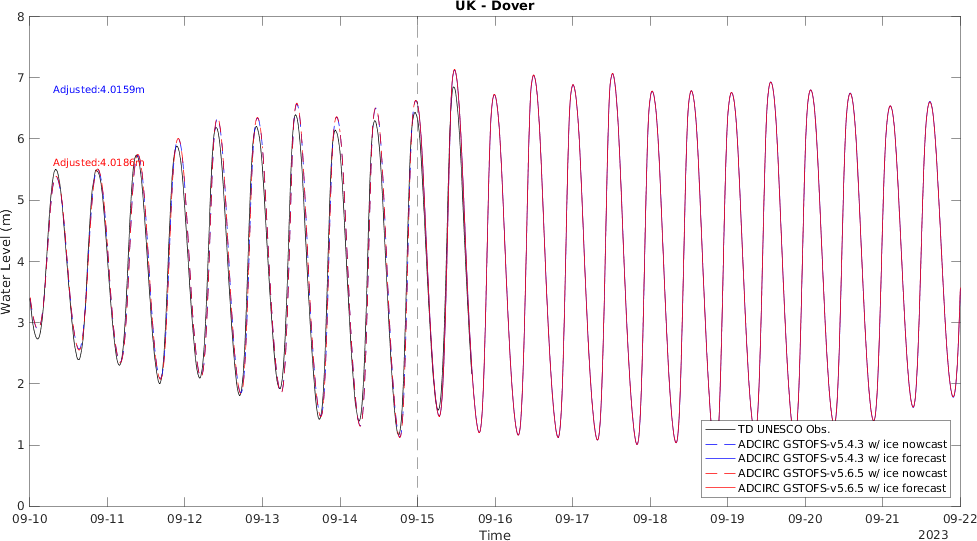 UK - Dover
8
7
6
5
4
3
2
1
0
Water Level (m)
Adjusted:4.0159m
Adjusted:4.0186m
TD UNESCO Obs.
ADCIRC GSTOFS-v5.4.3 w/ ice nowcast
ADCIRC GSTOFS-v5.4.3 w/ ice forecast
ADCIRC GSTOFS-v5.6.5 w/ ice nowcast
ADCIRC GSTOFS-v5.6.5 w/ ice forecast
09-10 09-11 09-12 09-13 09-14 09-15 09-16 09-17 09-18 09-19 09-20 09-21 09-22
Time
2023